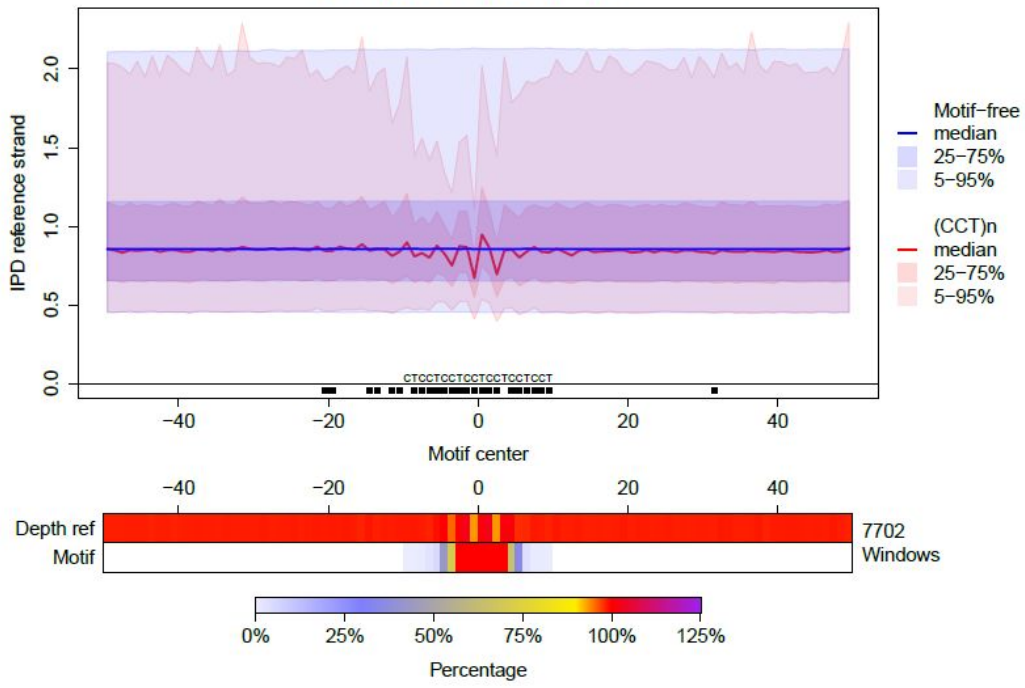 IPD reference strand
2.0
1.5
1.0
0.5
0.0
CTCCTCCTCCTCCTCCTCCT
−40 −20 0 20 40
Motif center
Motif−free
median
25−75%
5−95%
(CCT)n
median
25−75%
5−95%
−40 −20 0 20 40
Depth ref
Motif
7702
Windows
0% 25% 50% 75% 100% 125%
Percentage